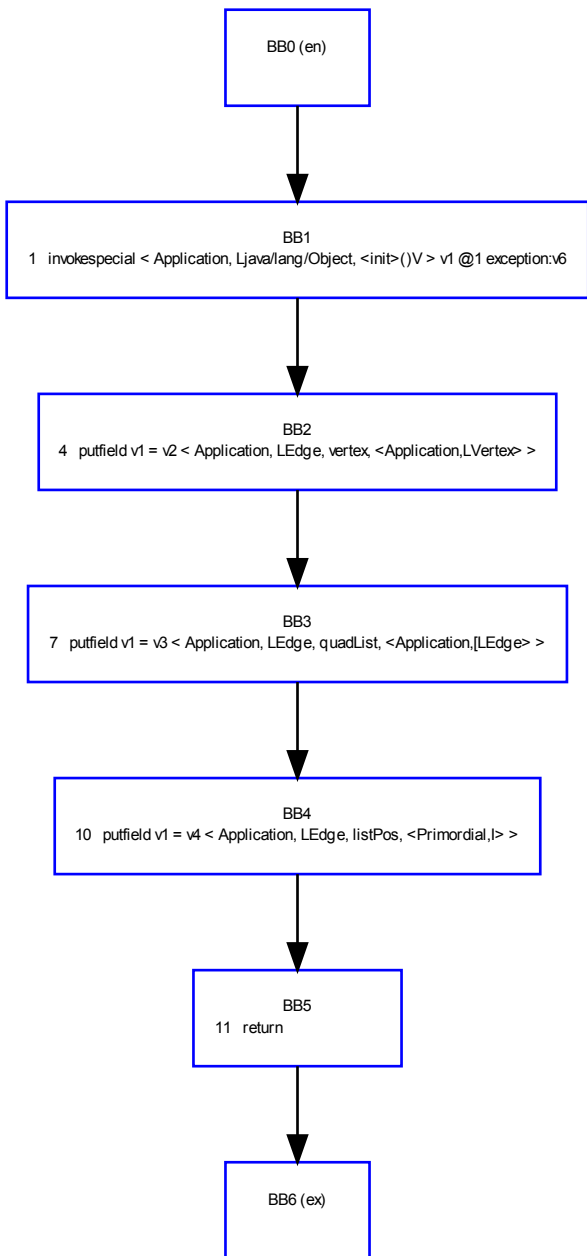 BB0 (en)
BB1
1 invokespecial < Application, Ljava/lang/Object, <init>()V > v1 @1 exception:v6
BB2
4 putfield v1 = v2 < Application, LEdge, vertex, <Application,LVertex> >
BB3
7 putfield v1 = v3 < Application, LEdge, quadList, <Application,[LEdge> >
BB4
10 putfield v1 = v4 < Application, LEdge, listPos, <Primordial,I> >
BB5
11 return
BB6 (ex)